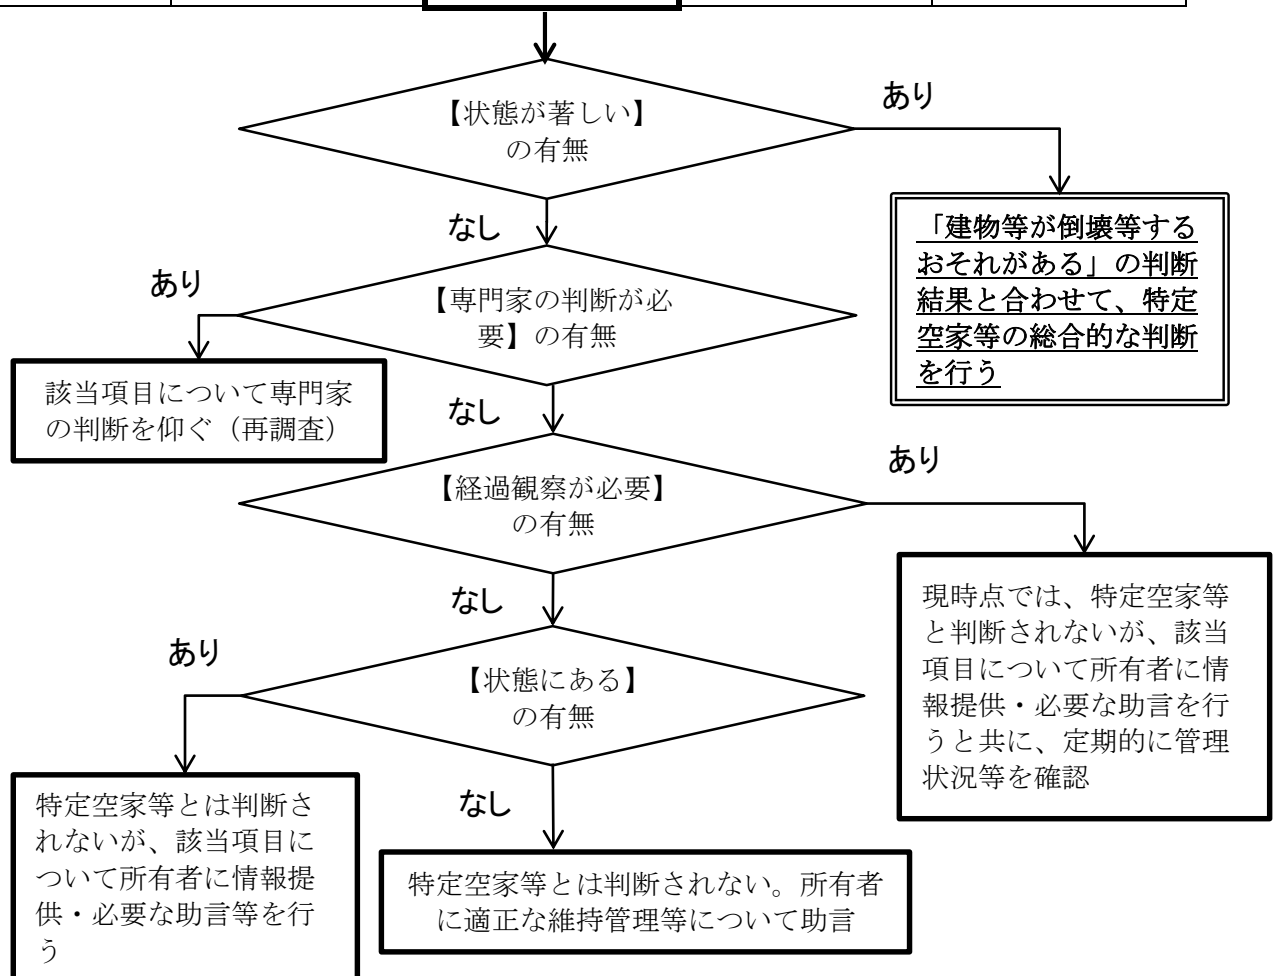 【状態が著しい】
の有無
あり
「建物等が倒壊等する
おそれがある」の判断
結果と合わせて、特定
空家等の総合的な判断
を行う
なし
【専門家の判断が必
要】の有無
あり
該当項目について専門家
の判断を仰ぐ（再調査）
なし
【経過観察が必要】
の有無
あり
現時点では、特定空家等
と判断されないが、該当
項目について所有者に情
報提供・必要な助言を行
うと共に、定期的に管理
状況等を確認
なし
【状態にある】
の有無
あり
特定空家等とは判断さ
れないが、該当項目に
ついて所有者に情報提
供・必要な助言等を行
う
なし
特定空家等とは判断されない。所有者
に適正な維持管理等について助言